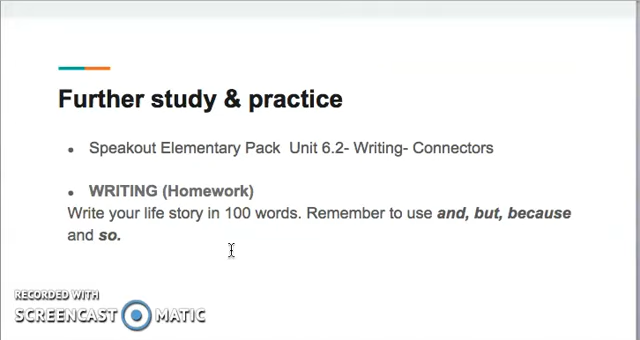 Further study & practice
Speakout Elementary Pack  Unit 6.2- Writing- Connectors
WRITING (Homework)
Write your life story in 100 words. Remember to use and, but, because
and so.
RECORDED WITH
SCREENCAST MATIC